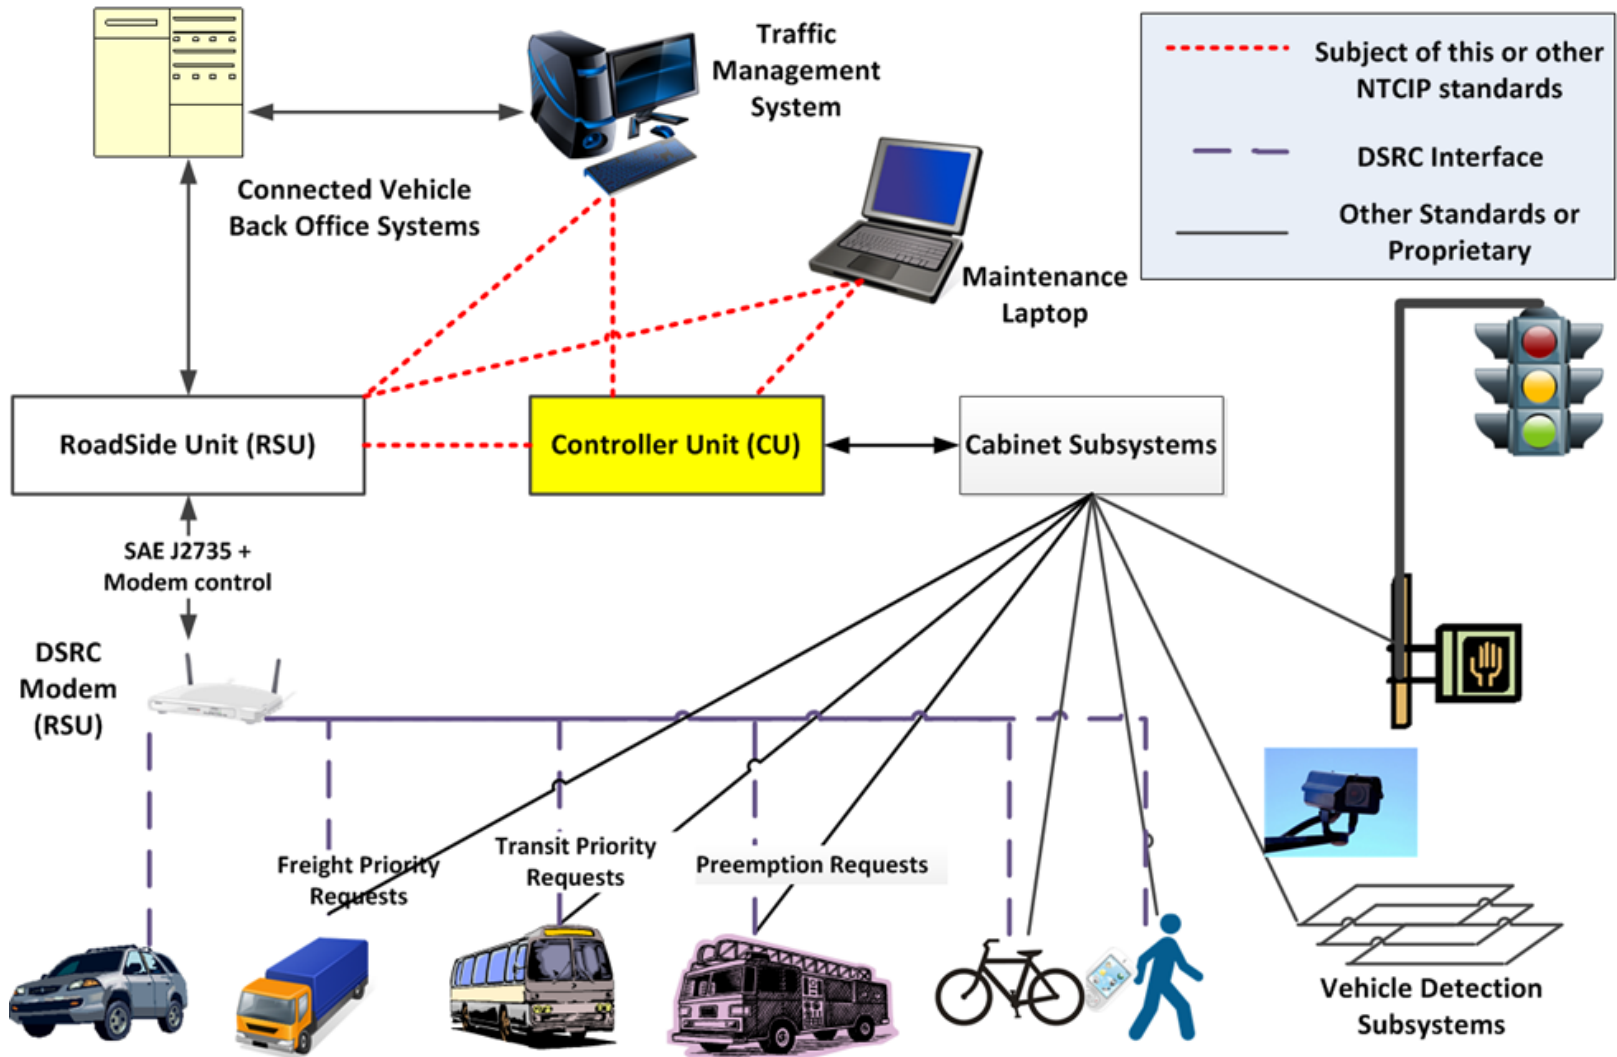 Traffic
Management
System
Subject of this or other
NTCIP standards
DSRC Interface
Other Standards or
Proprietary
Connected Vehicle
Back Office Systems
Maintenance
Laptop
RoadSide Unit (RSU)
Controller Unit (CU)
Cabinet Subsystems
SAE J2735 +
Modem control
DSRC
Modem
(RSU)
Freight Priority
Requests
Transit Priority
Requests
Preemption Requests
Vehicle Detection
Subsystems